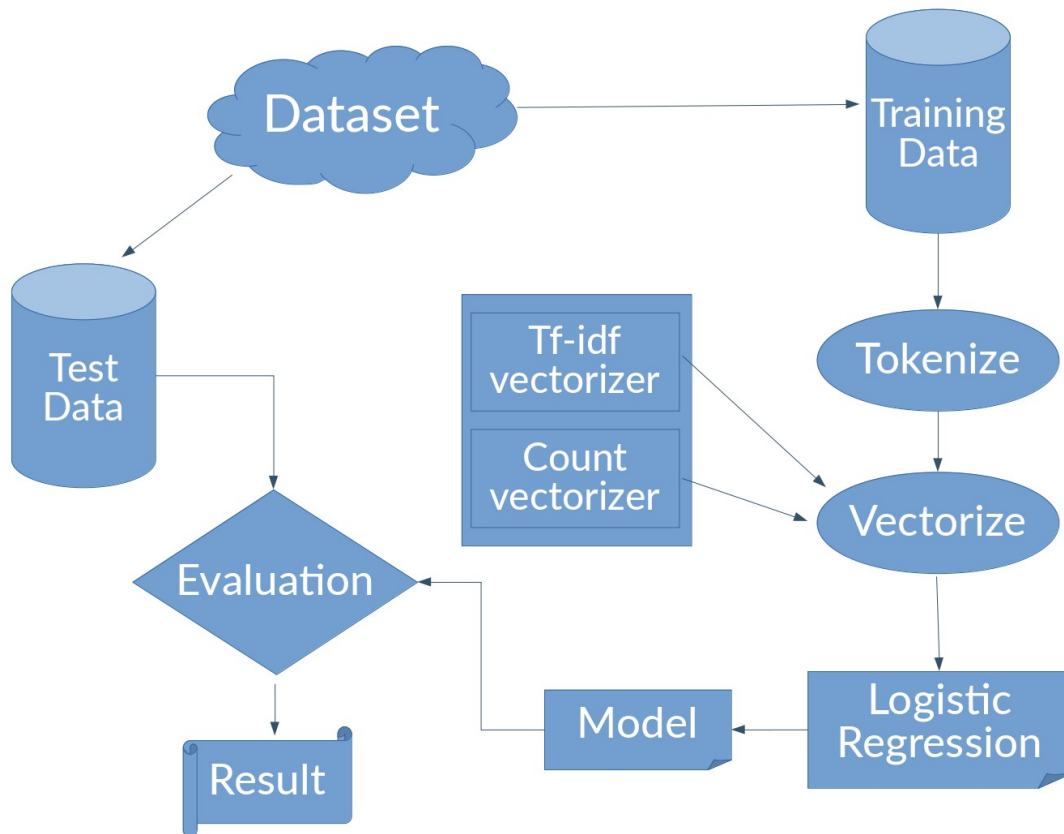 Dataset
Training
Data
Test
Data
Tf-idf
vectorizer
Tokenize
Count
vectorizer
Vectorize
Evaluation
Logistic
Regression
Model
Result